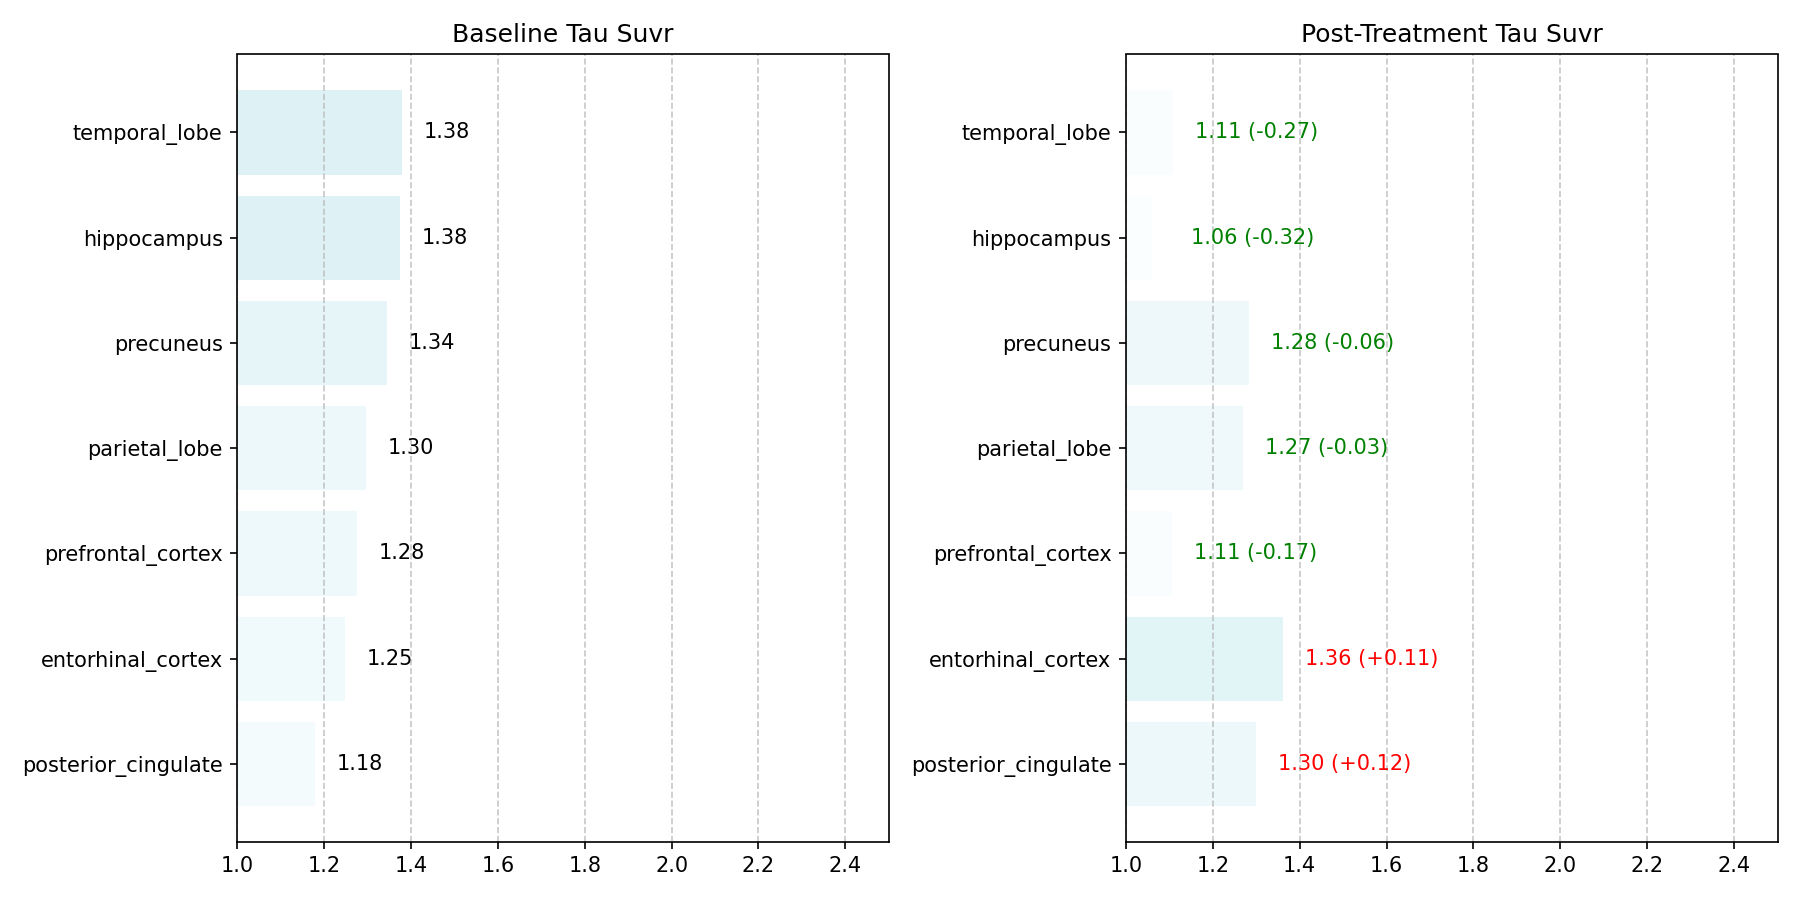 Baseline Tau Suvr
temporal_lobe 1.38
hippocampus 1.38
precuneus 1.34
parietal_lobe 1.30
prefrontal_cortex 1.28
entorhinal_cortex 1.25
posterior_cingulate 1.18
1.0 1.2 1.4 1.6 1.8 2.0 2.2 2.4
Post-Treatment Tau Suvr
temporal_lobe 1.11 (-0.27)
hippocampus 1.06 (-0.32)
precuneus 1.28 (-0.06)
parietal_lobe 1.27 (-0.03)
prefrontal_cortex 1.11 (-0.17)
entorhinal_cortex 1.36 (+0.11)
posterior_cingulate 1.30 (+0.12)
1.0 1.2 1.4 1.6 1.8 2.0 2.2 2.4